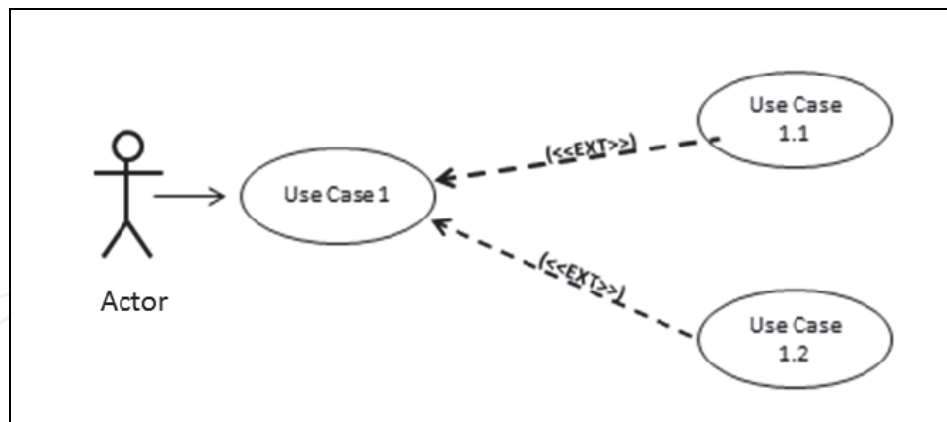 Use Case
1.1
(<<EXT>>)
Use Case 1
(<<EXT>>)
Actor
Use Case
1.2